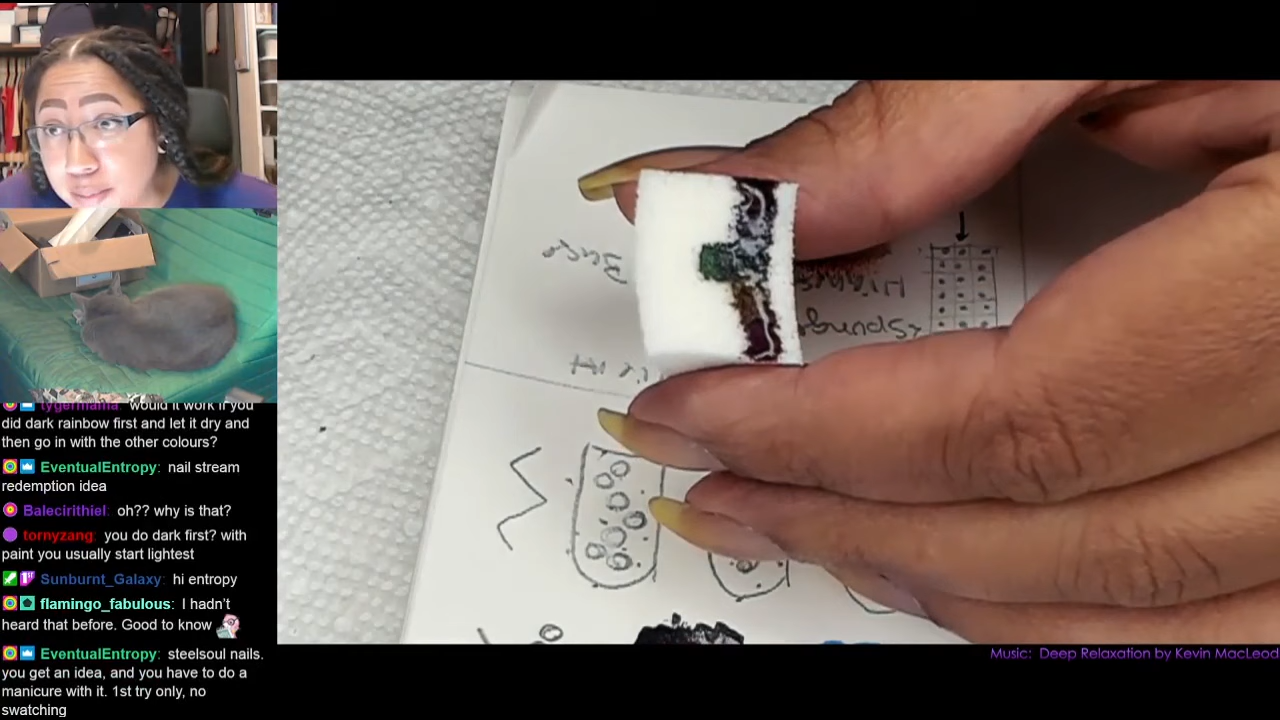 tygermama: would it work if you
did dark rainbow first and let it dry and
then go in with the other colours?
EventualEntropy: nail stream
redemption idea
Balecirithiel: oh?? why is that?
tornyzang: you do dark first? with
paint you usually start lightest
Sunburnt_Galaxy: hi entropy
flamingo_fabulous: I hadn't
heard that before. Good to know
EventualEntropy: steelsoul nails.
you get an idea, and you have to do a
manicure with it. 1st try only, no
swatching
Base
Music: Deep Relaxation by Kevin MacLeod